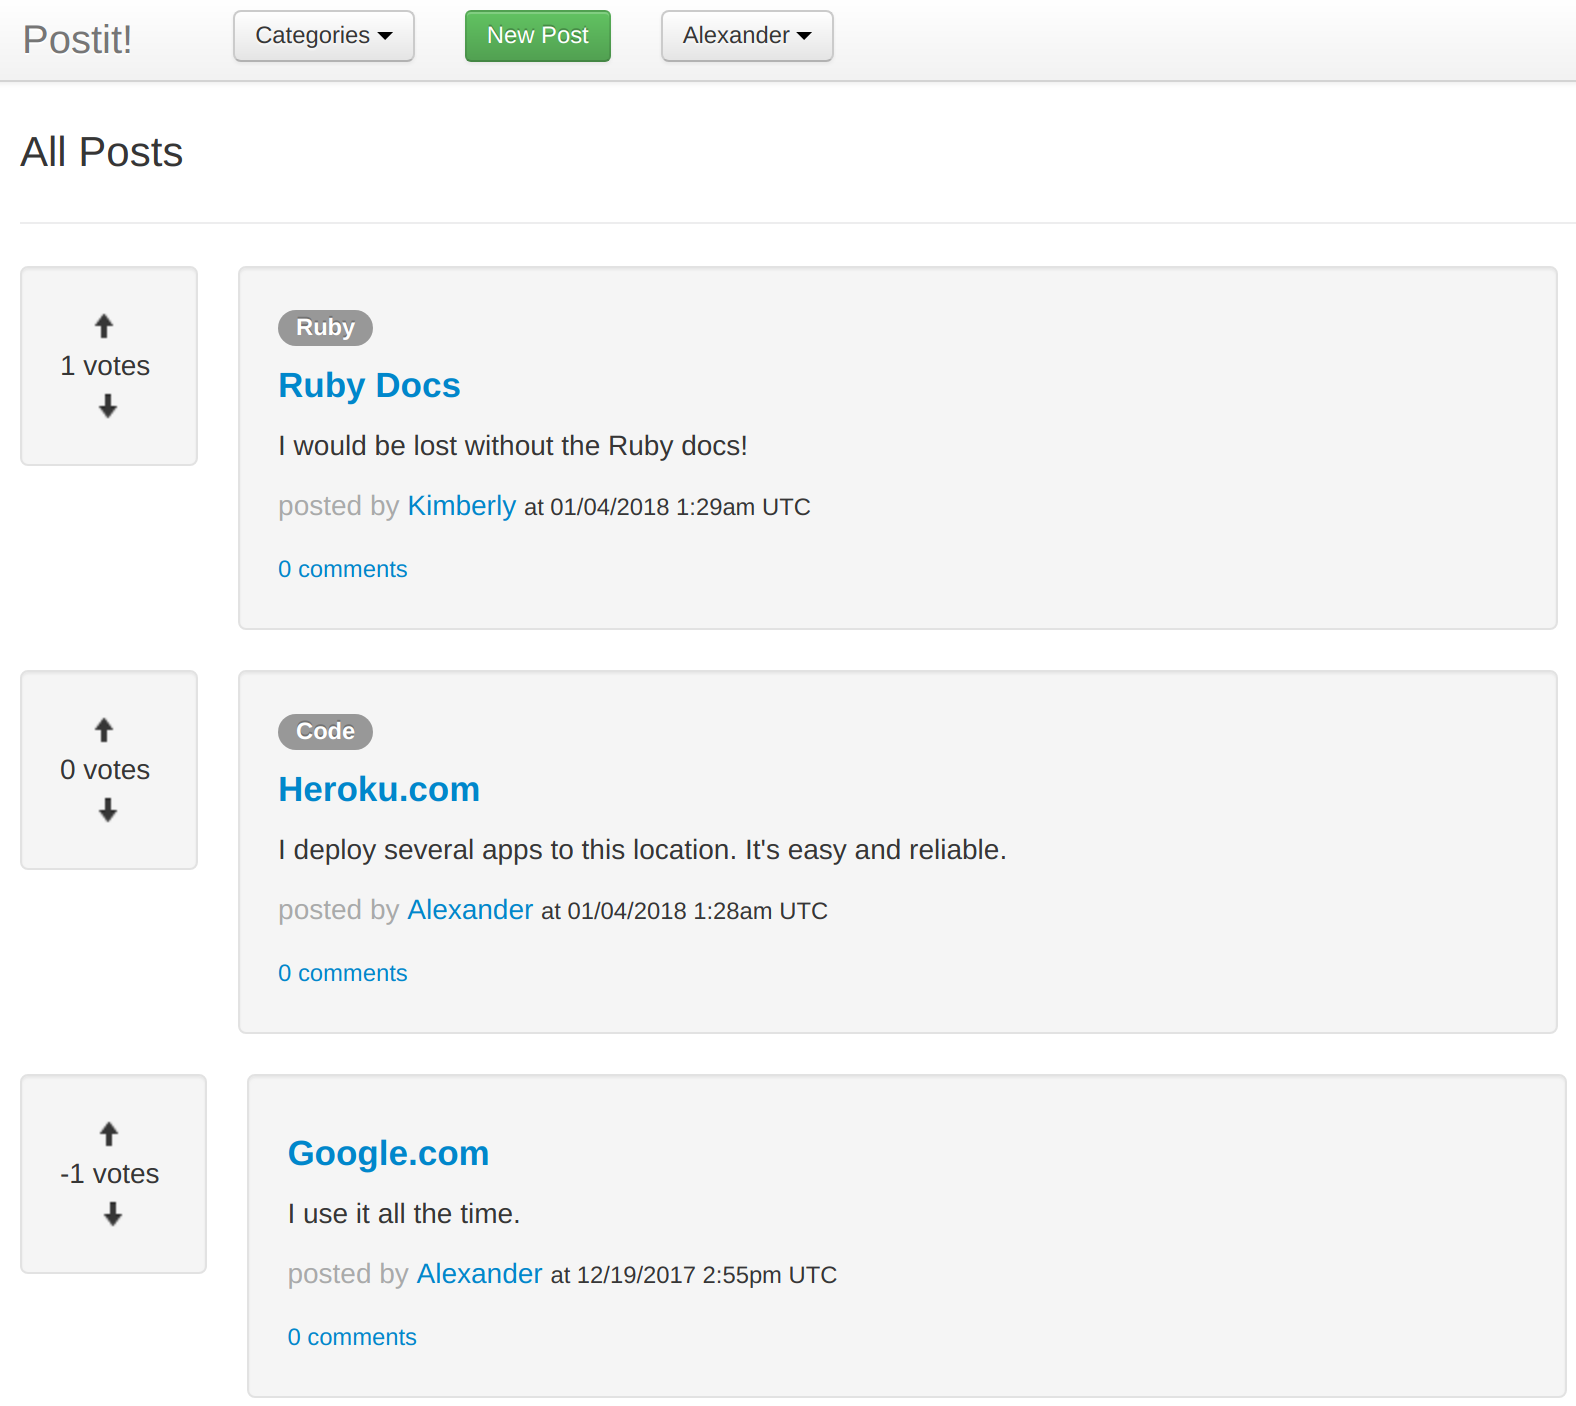 Postit! Categories New Post Alexander
All Posts
1 votes
Ruby
Ruby Docs
I would be lost without the Ruby docs!
posted by Kimberly at 01/04/2018 1:29am UTC
0 comments
0 votes
Code
Heroku.com
I deploy several apps to this location. It's easy and reliable.
posted by Alexander at 01/04/2018 1:28am UTC
0 comments
-1 votes
Google.com
I use it all the time.
posted by Alexander at 12/19/2017 2:55pm UTC
0 comments